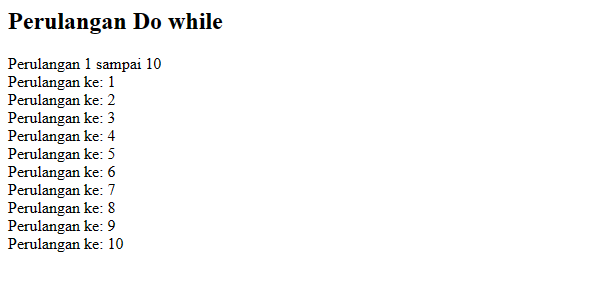 Perulangan Do while
Perulangan 1 sampai 10
Perulangan ke: 1
Perulangan ke: 2
Perulangan ke: 3
Perulangan ke: 4
Perulangan ke: 5
Perulangan ke: 6
Perulangan ke: 7
Perulangan ke: 8
Perulangan ke: 9
Perulangan ke: 10